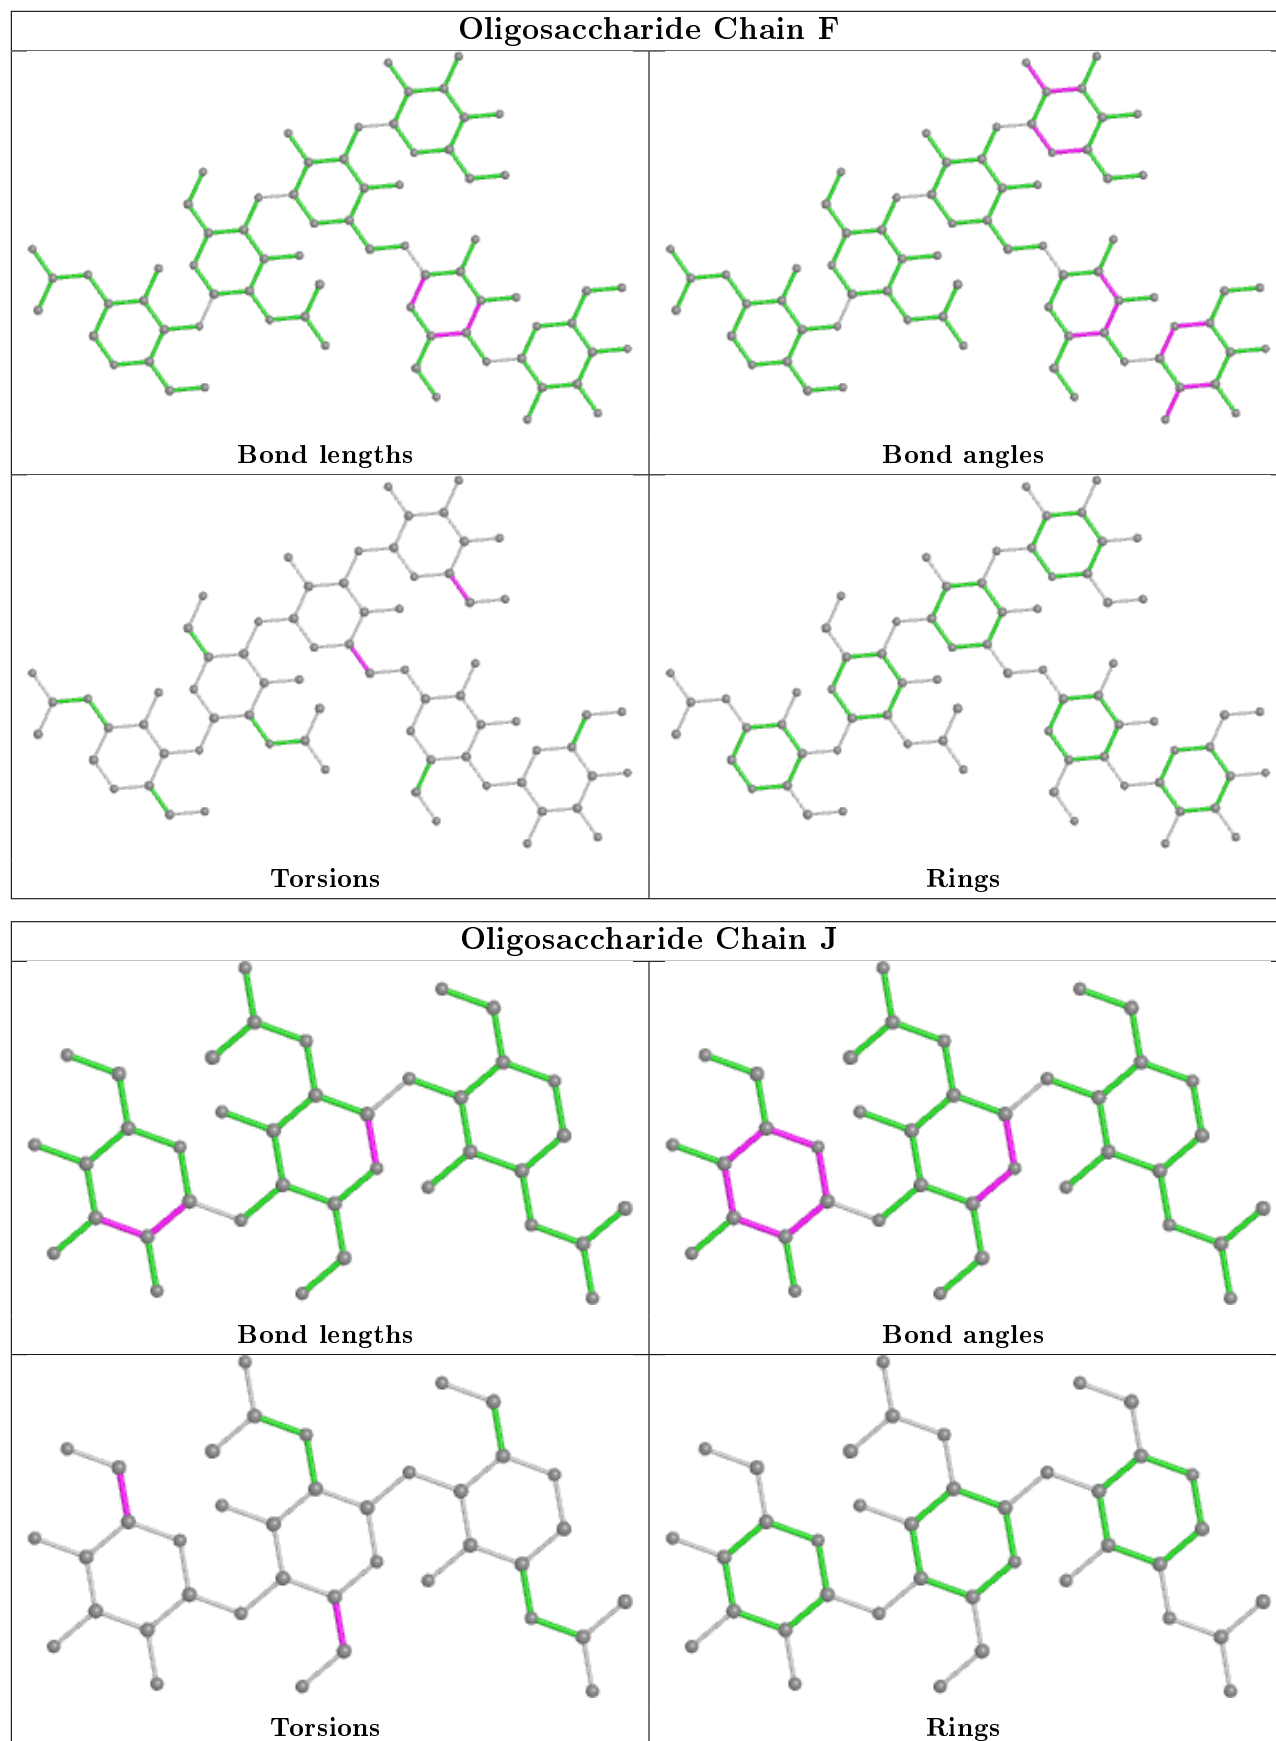 Oligosaccharide Chain F
Bond lengths
Bond angles
Torsions
Rings
Oligosaccharide Chain J
Bond lengths
Bond angles
Torsions
Rings